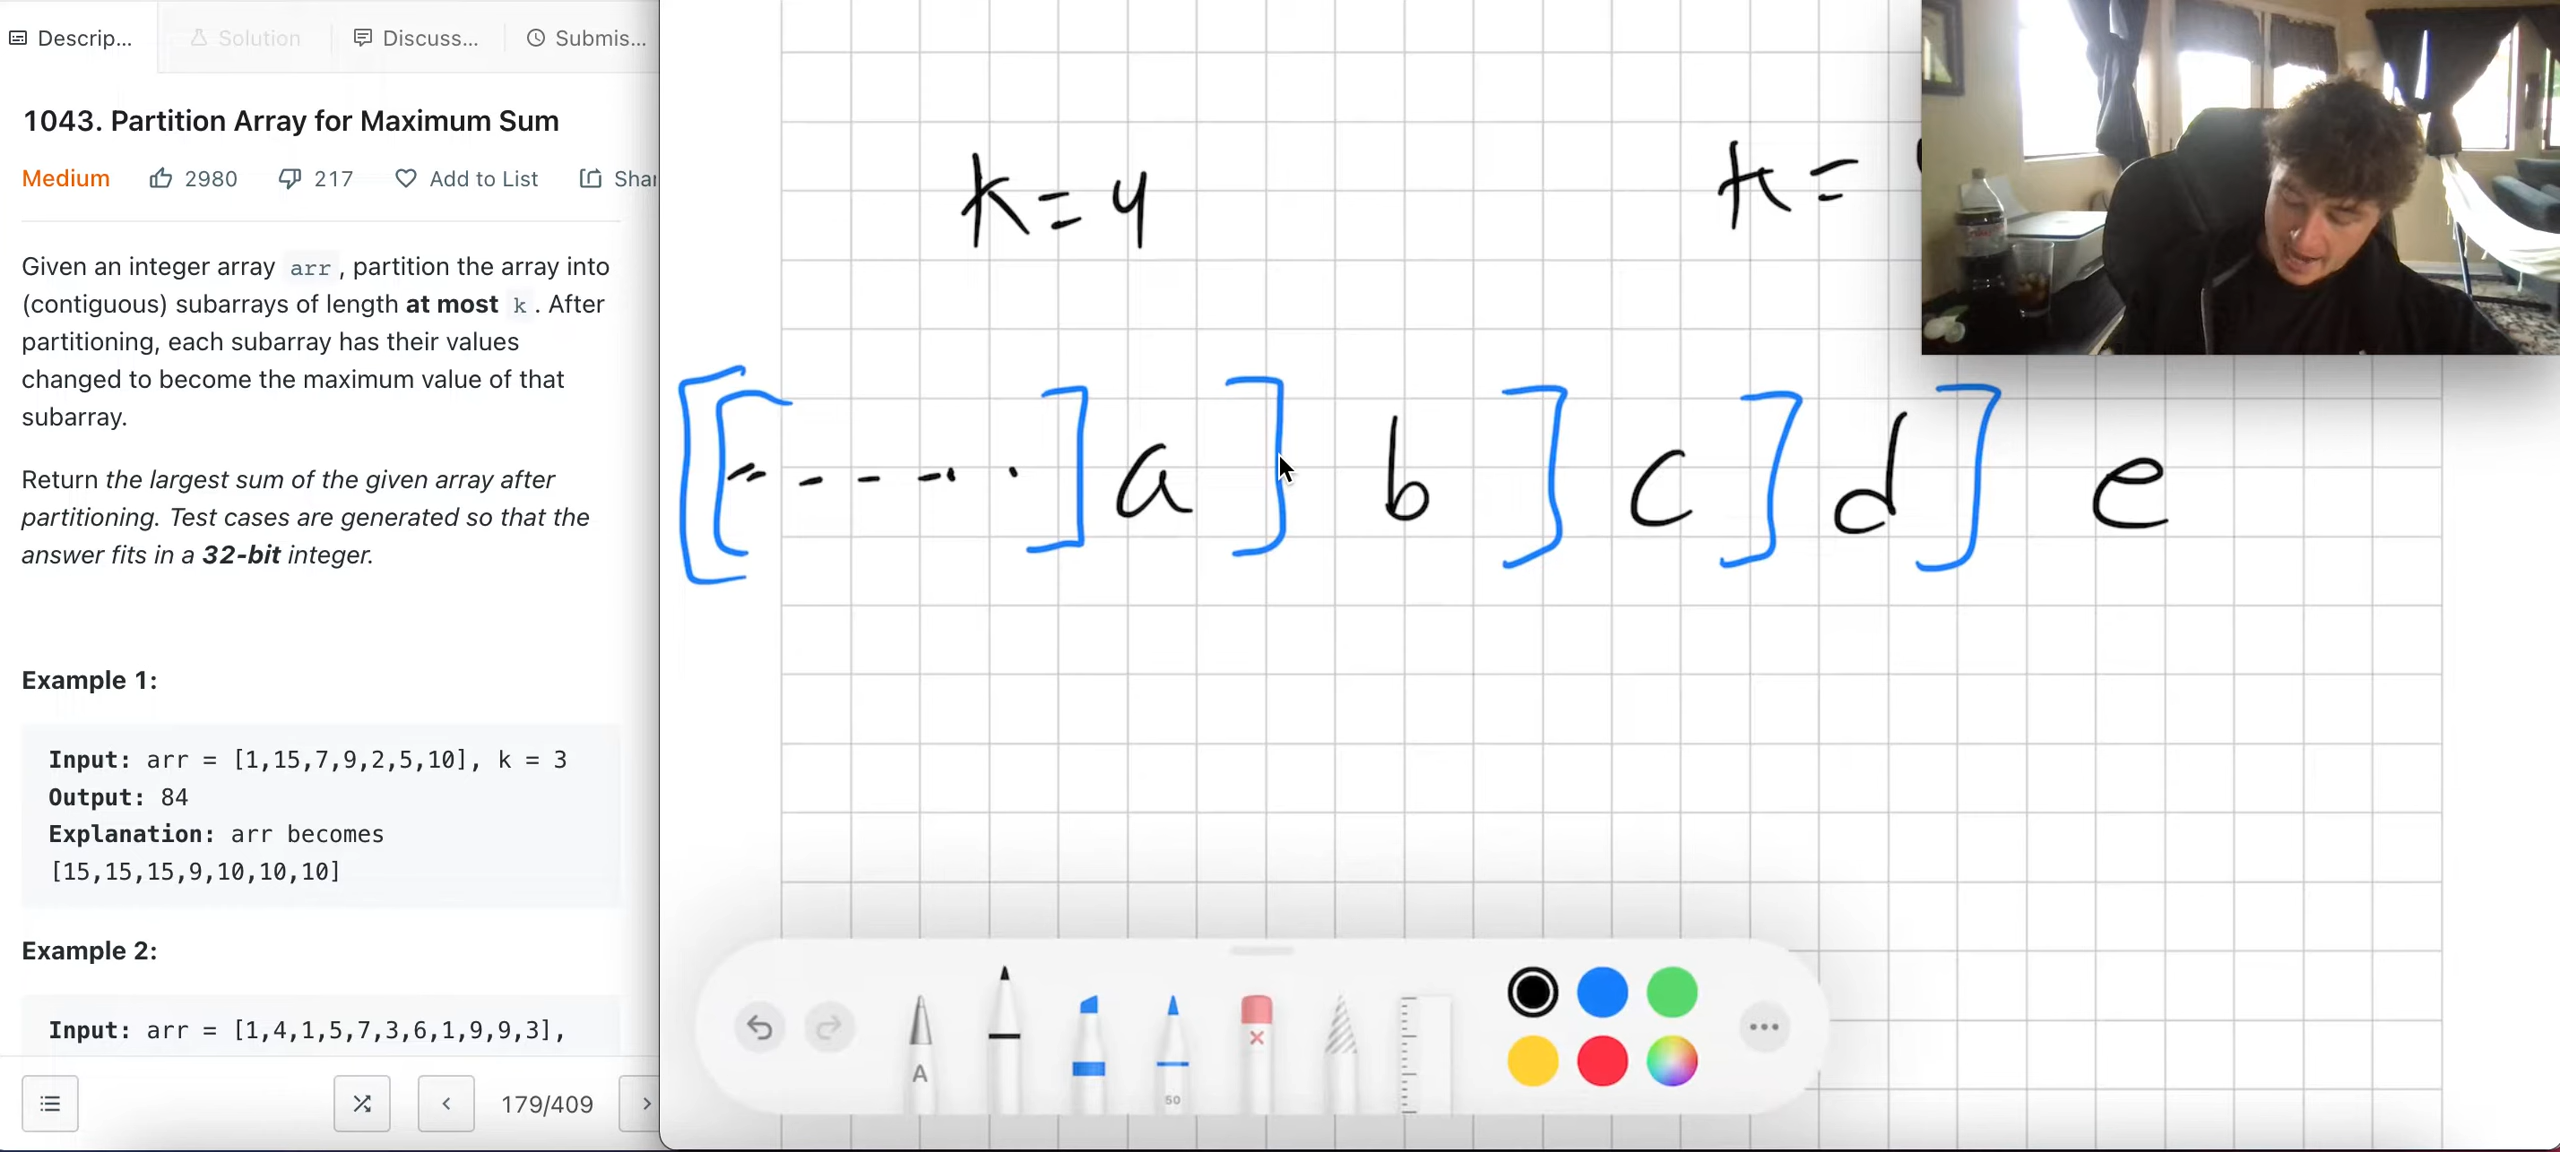 Descrip...
Solution
Discuss...
Submis...
1043. Partition Array for Maximum Sum
Medium 2980 217 Add to List Shar
Given an integer array arr , partition the array into
(contiguous) subarrays of length at most k . After
partitioning, each subarray has their values
changed to become the maximum value of that
subarray.
Return the largest sum of the given array after
partitioning. Test cases are generated so that the
answer fits in a 32-bit integer.
Example 1:
Input: arr = [1,15,7,9,2,5,10], k = 3
Output: 84
Explanation: arr becomes
[15,15,15,9,10,10,10]
Example 2:
Input: arr = [1,4,1,5,7,3,6,1,9,9,3],
179/409
k = 4
k =
[[- - - - - ·] a ] b ] c ] d ] e
A
50